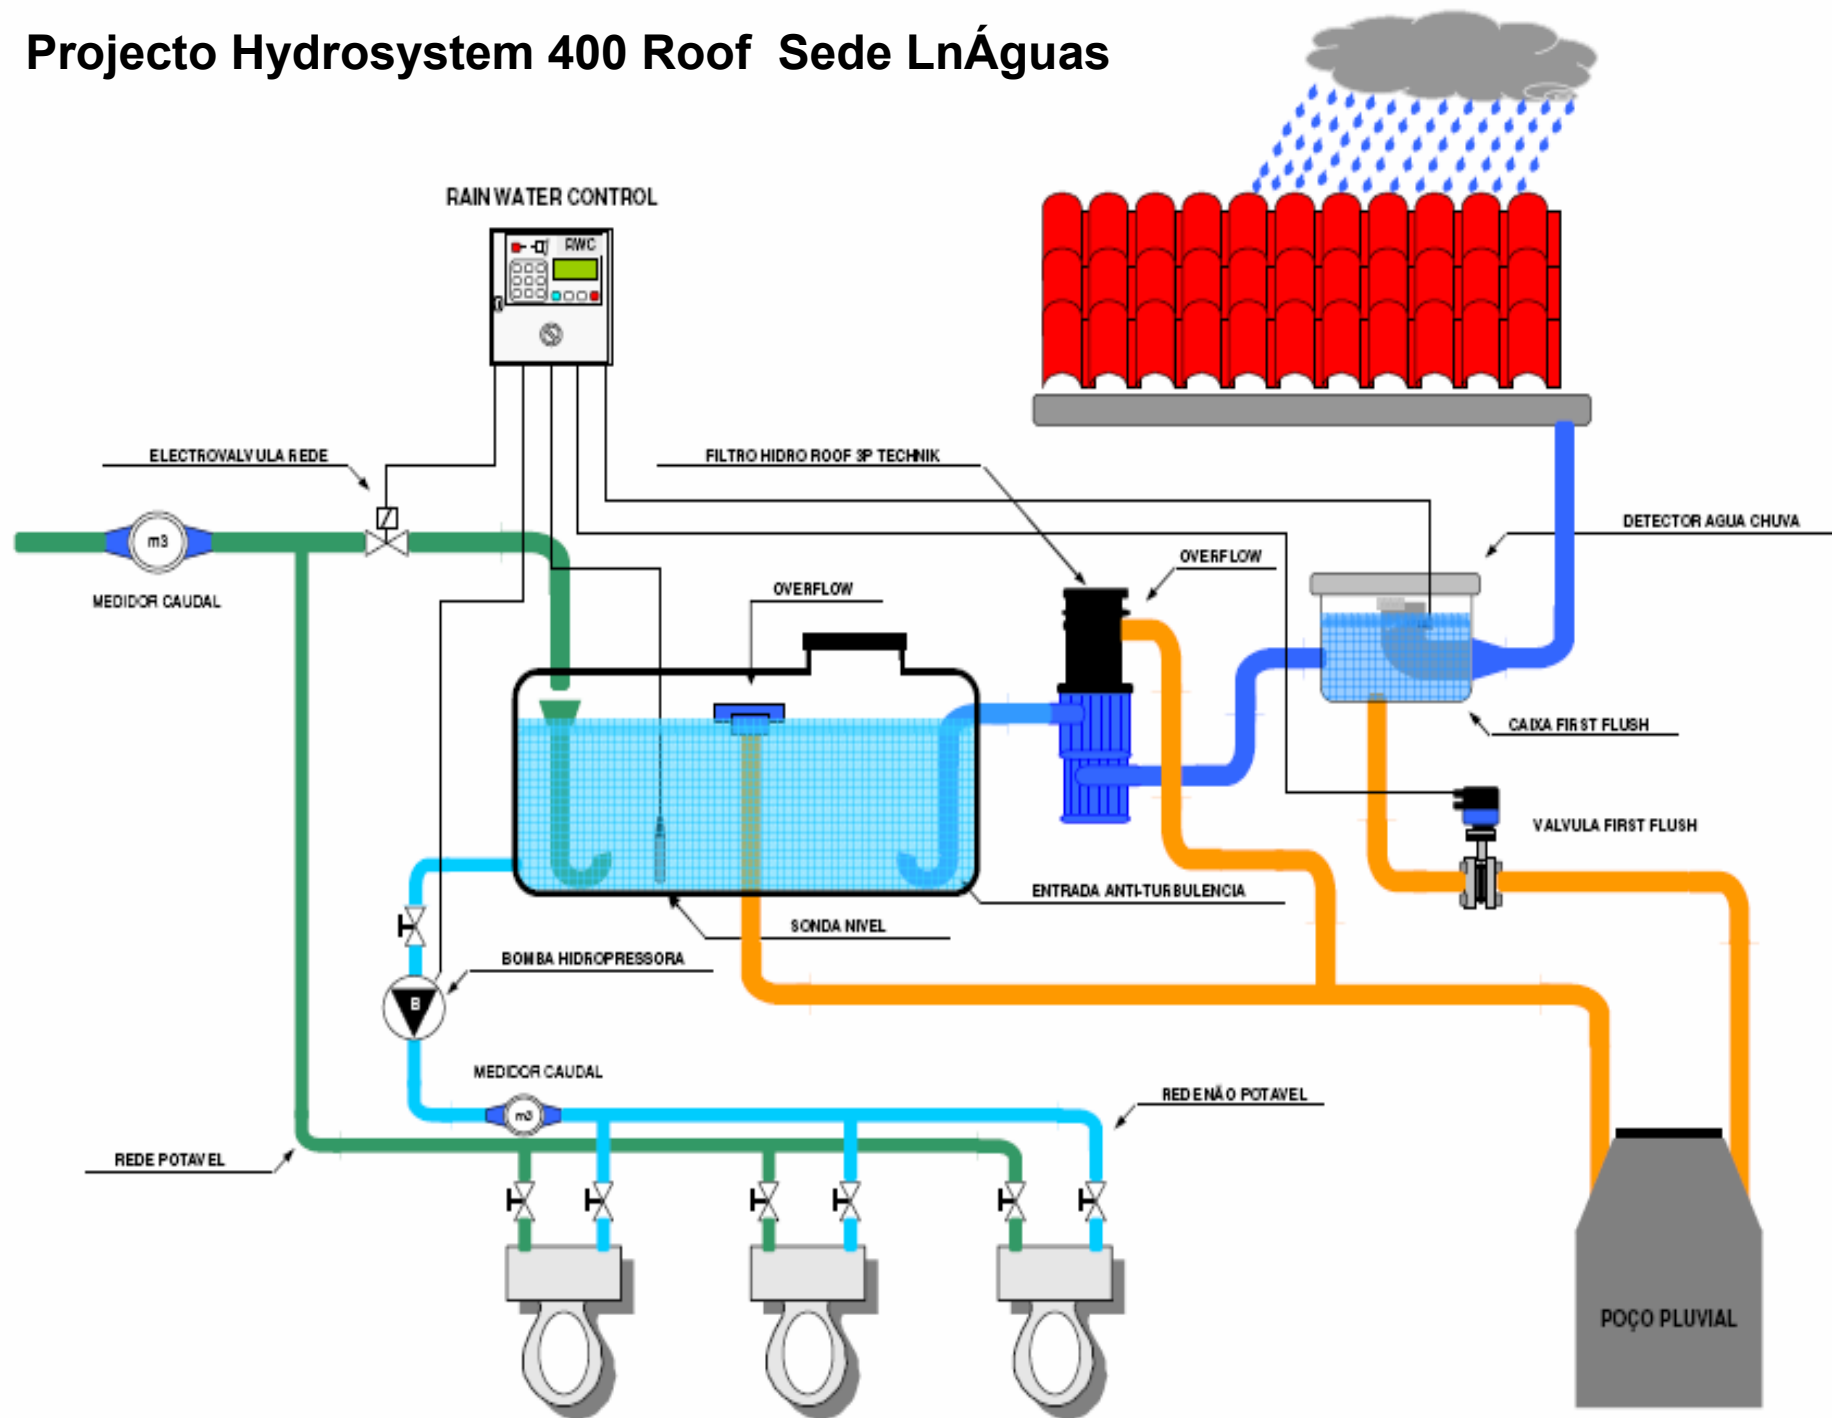 Projecto Hydrosystem 400 Roof Sede LnÁguas
RAIN WATER CONTROL
RWC
ELECTROVALVULA REDE
FILTRO HIDRO ROOF 3P TECHNIK
DETECTOR AGUA CHUVA
m3
OVERFLOW
MEDIDOR CAUDAL
OVERFLOW
CAIXA FIRST FLUSH
VALVULA FIRST FLUSH
ENTRADA ANTI-TURBULENCIA
SONDA NIVEL
BOMBA HIDROPRESSORA
B
MEDIDOR CAUDAL
m3
REDE NÃO POTAVEL
REDE POTAVEL
POÇO PLUVIAL